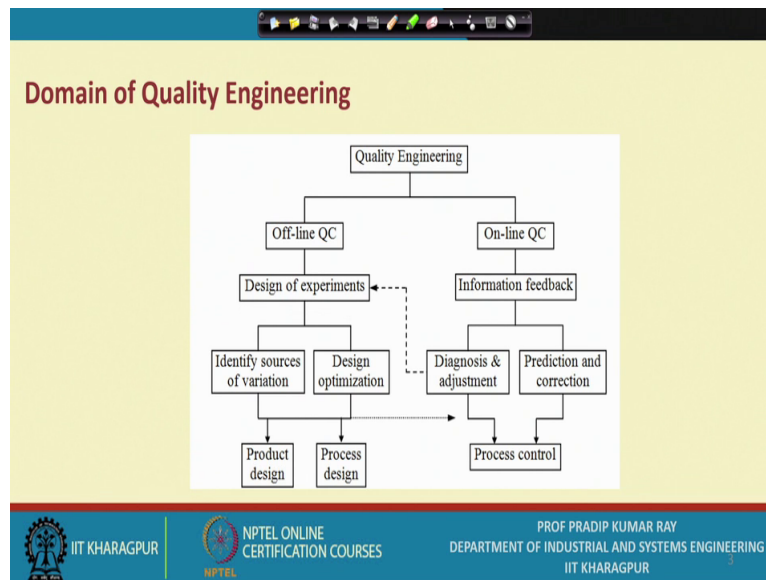 Domain of Quality Engineering
Quality Engineering
Off-line QC
On-line QC
Design of experiments
Information feedback
Identify sources
of variation
Design
optimization
Diagnosis &
adjustment
Prediction and
correction
Product
design
Process
design
Process control
IIT KHARAGPUR
NPTEL
NPTEL ONLINE
CERTIFICATION COURSES
PROF PRADIP KUMAR RAY
DEPARTMENT OF INDUSTRIAL AND SYSTEMS ENGINEERING
IIT KHARAGPUR
3